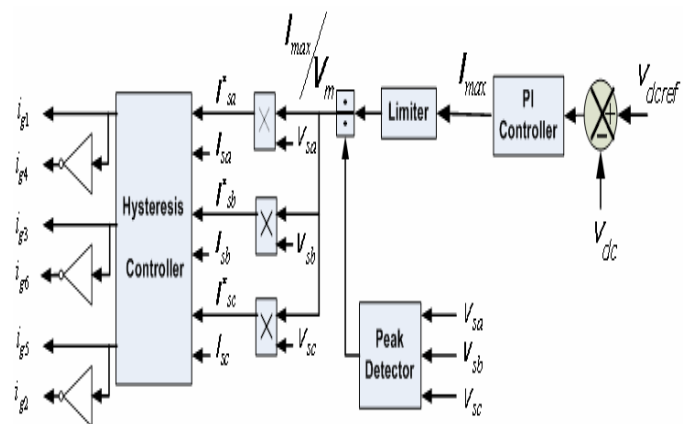 I_max / V_m
I_max
V_dcref
V_dc
PI
Controller
Limiter
÷
×
×
×
I*_sa
V_sa
I_sa
I*_sb
V_sb
I_sb
I*_sc
V_sc
I_sc
Hysteresis
Controller
Peak
Detector
V_sa
V_sb
V_sc
i_g1
i_g4
i_g3
i_g6
i_g5
i_g2
+
−